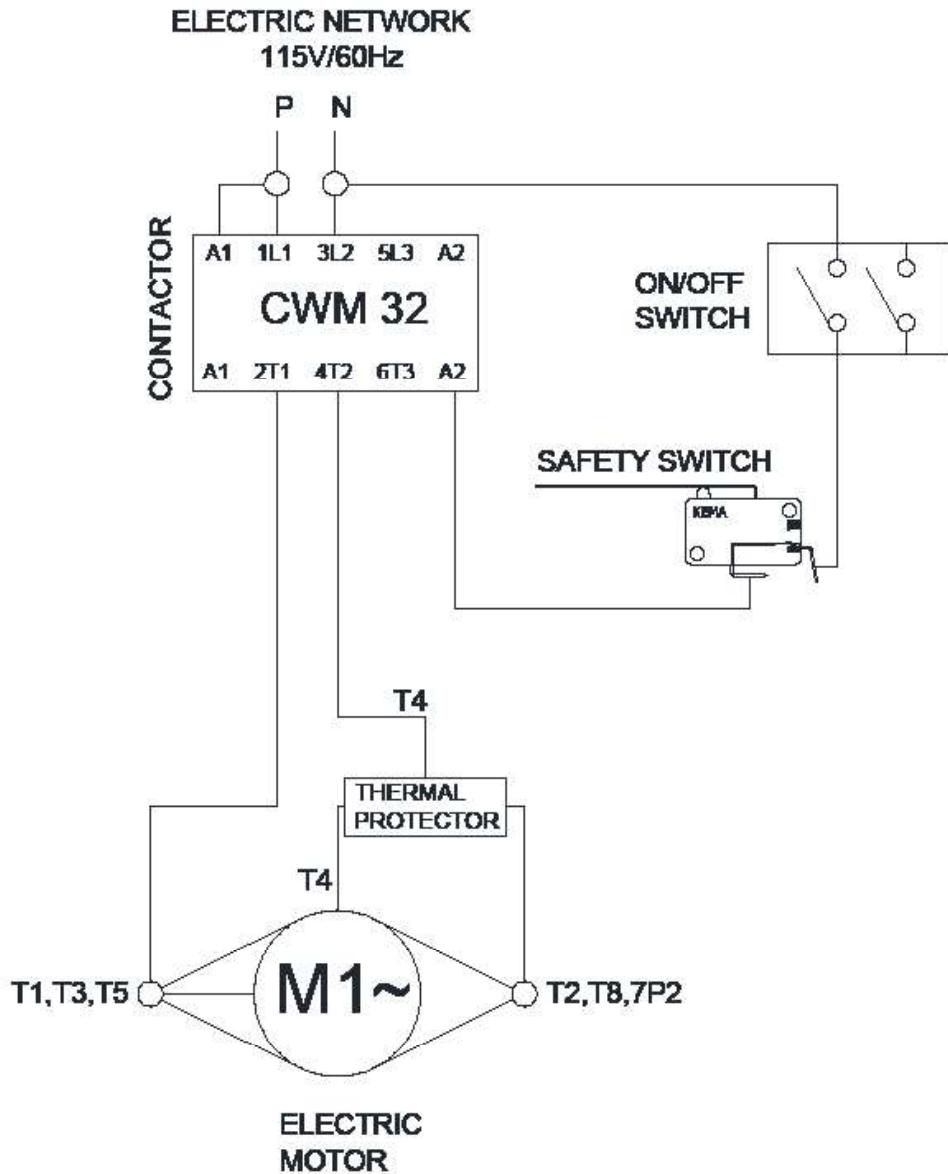 ELECTRIC NETWORK
115V/60Hz
P N
CONTACTOR
A1 1L1 3L2 5L3 A2
CWM 32
A1 2T1 4T2 6T3 A2
ON/OFF
SWITCH
SAFETY SWITCH
KEMA
T4
THERMAL
PROTECTOR
T4
T1,T3,T5
M1~
T2,T8,7P2
ELECTRIC
MOTOR